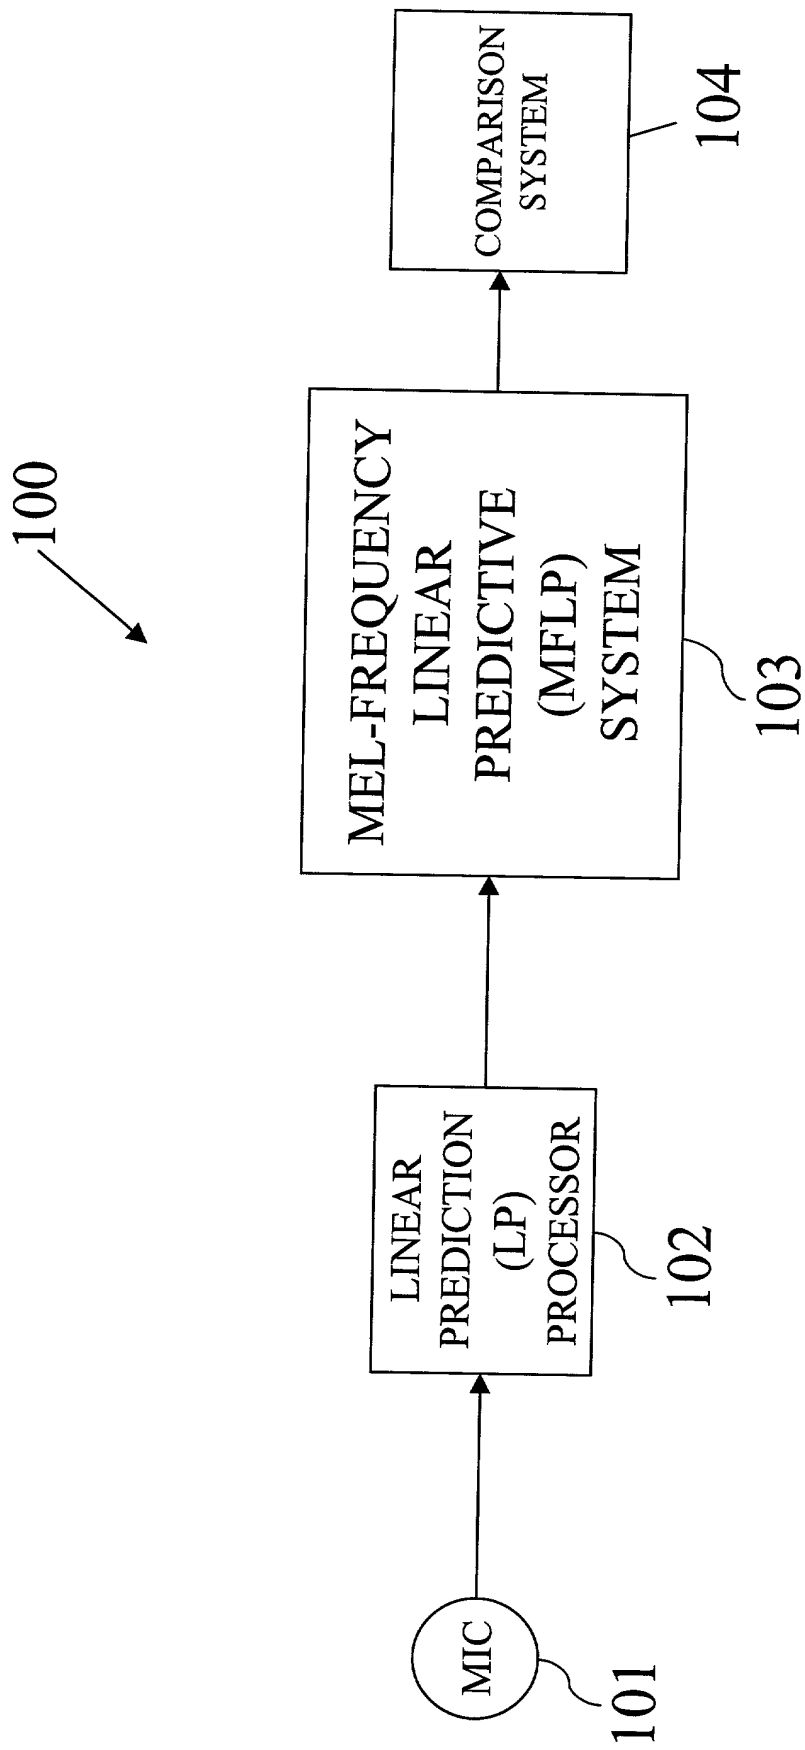 100
MIC
101
LINEAR
PREDICTION
(LP)
PROCESSOR
102
MEL-FREQUENCY
LINEAR
PREDICTIVE
(MFLP)
SYSTEM
103
COMPARISON
SYSTEM
104